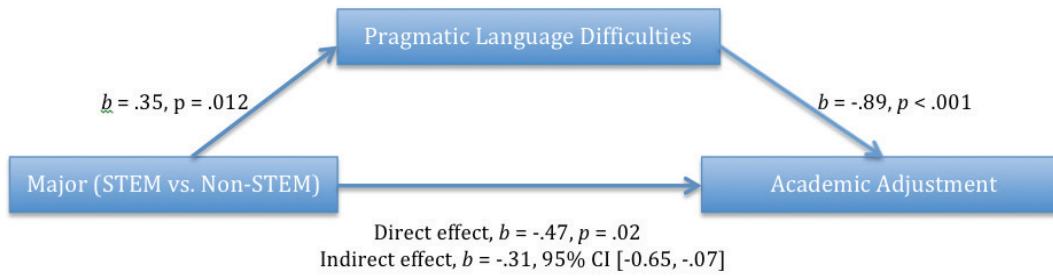 Pragmatic Language Difficulties
b = .35, p = .012
b = -.89, p < .001
Major (STEM vs. Non-STEM)
Academic Adjustment
Direct effect, b = -.47, p = .02
Indirect effect, b = -.31, 95% CI [-0.65, -.07]